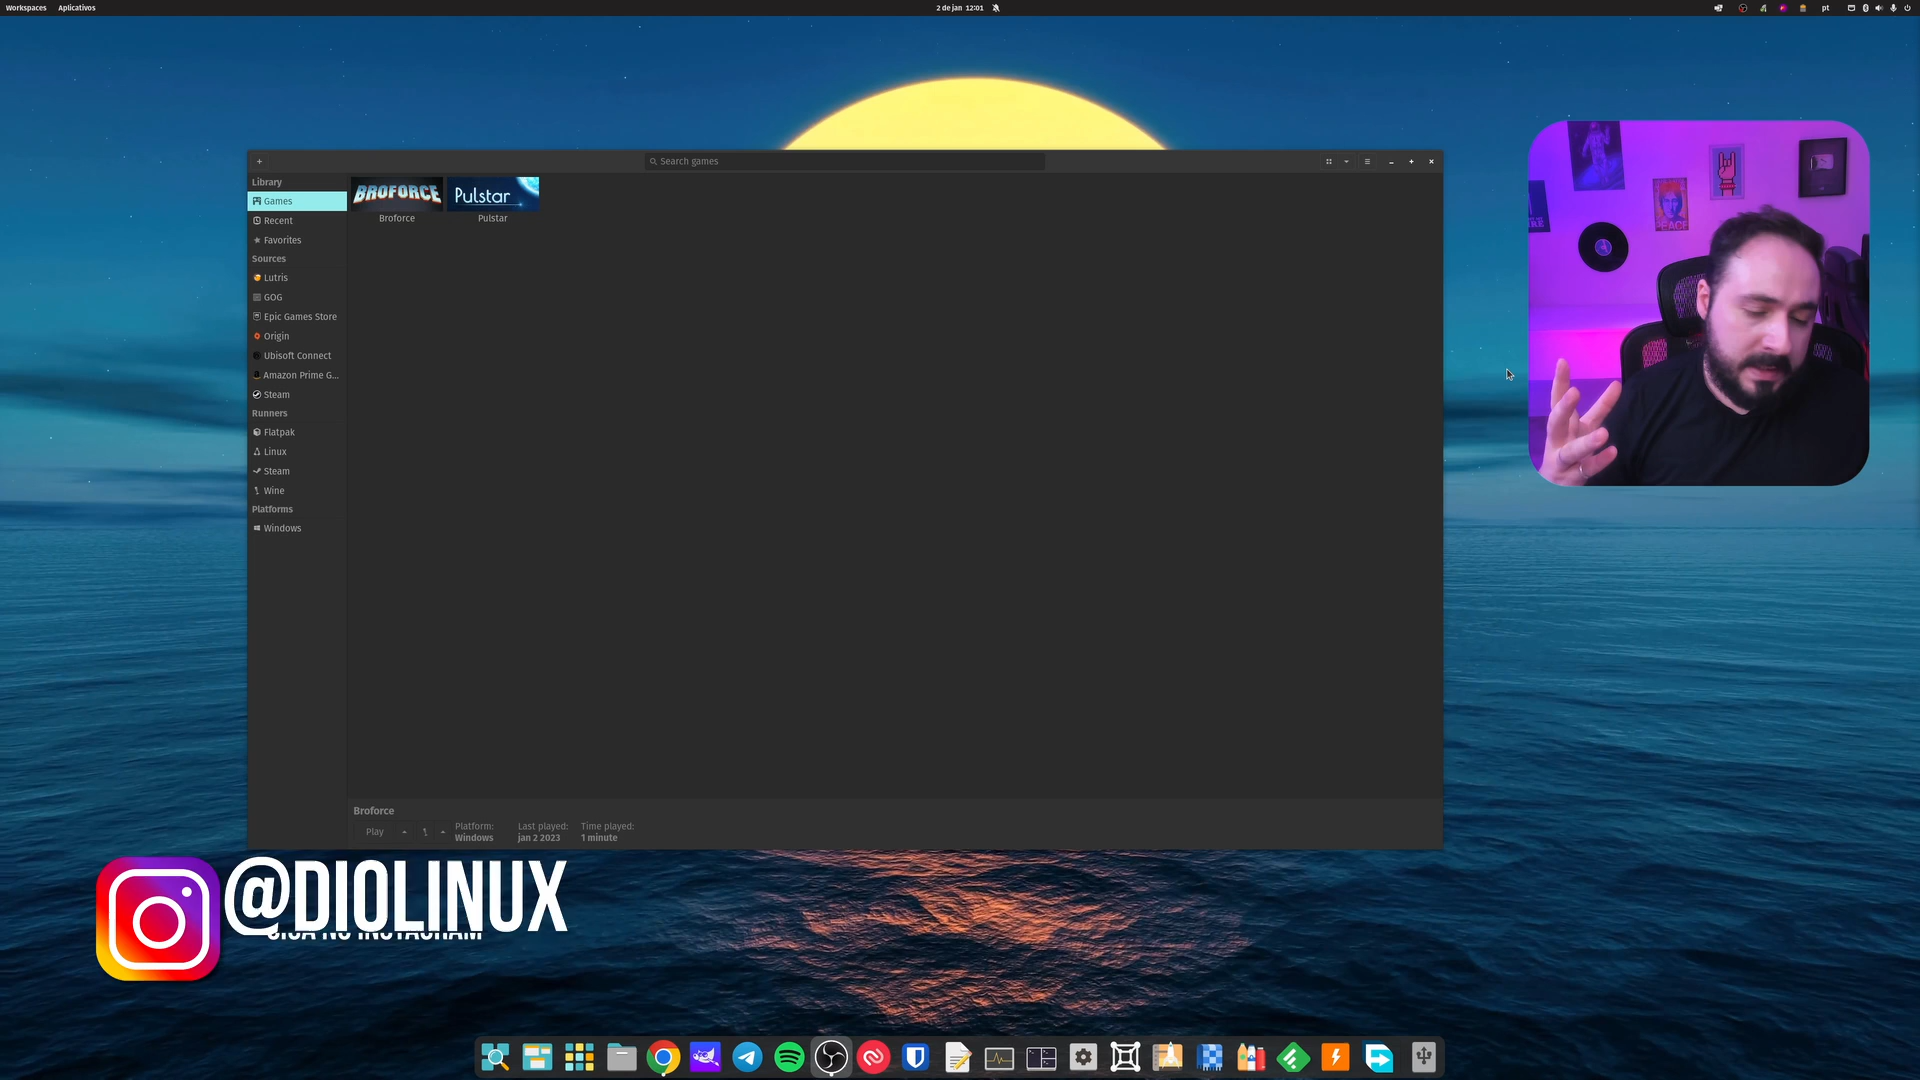 Workspaces Aplicativos 2 de jan 12:01 pt
Search games
Library
Games
Recent
Favorites
Sources
Lutris
GOG
Epic Games Store
Origin
Ubisoft Connect
Amazon Prime G...
Steam
Runners
Flatpak
Linux
Steam
Wine
Platforms
Windows
BROFORCE Pulstar
Broforce Pulstar
PEACE
Broforce
Play
Platform: Last played: Time played:
Windows jan 2 2023 1 minute
@DIOLINUX